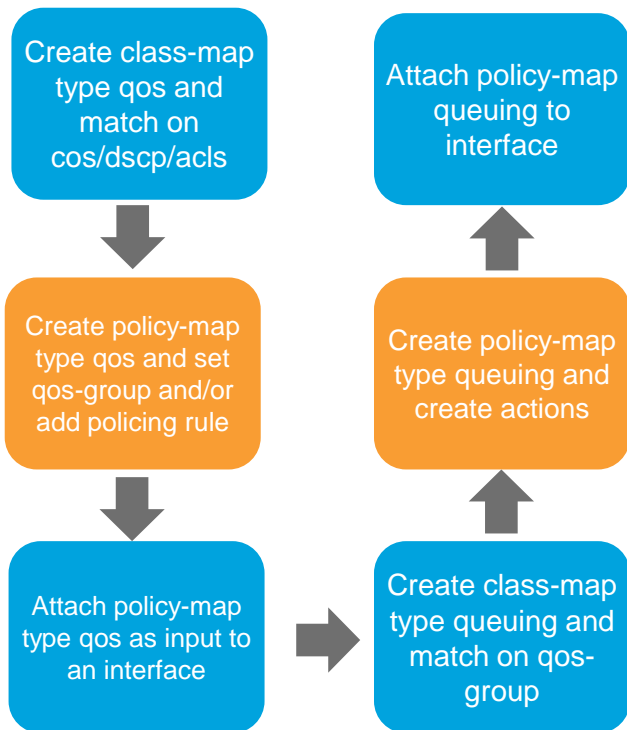 Create class-map
type qos and
match on
cos/dscp/acls
Create policy-map
type qos and set
qos-group and/or
add policing rule
Attach policy-map
type qos as input to
an interface
Create class-map
type queuing and
match on qos-
group
Create policy-map
type queuing and
create actions
Attach policy-map
queuing to
interface